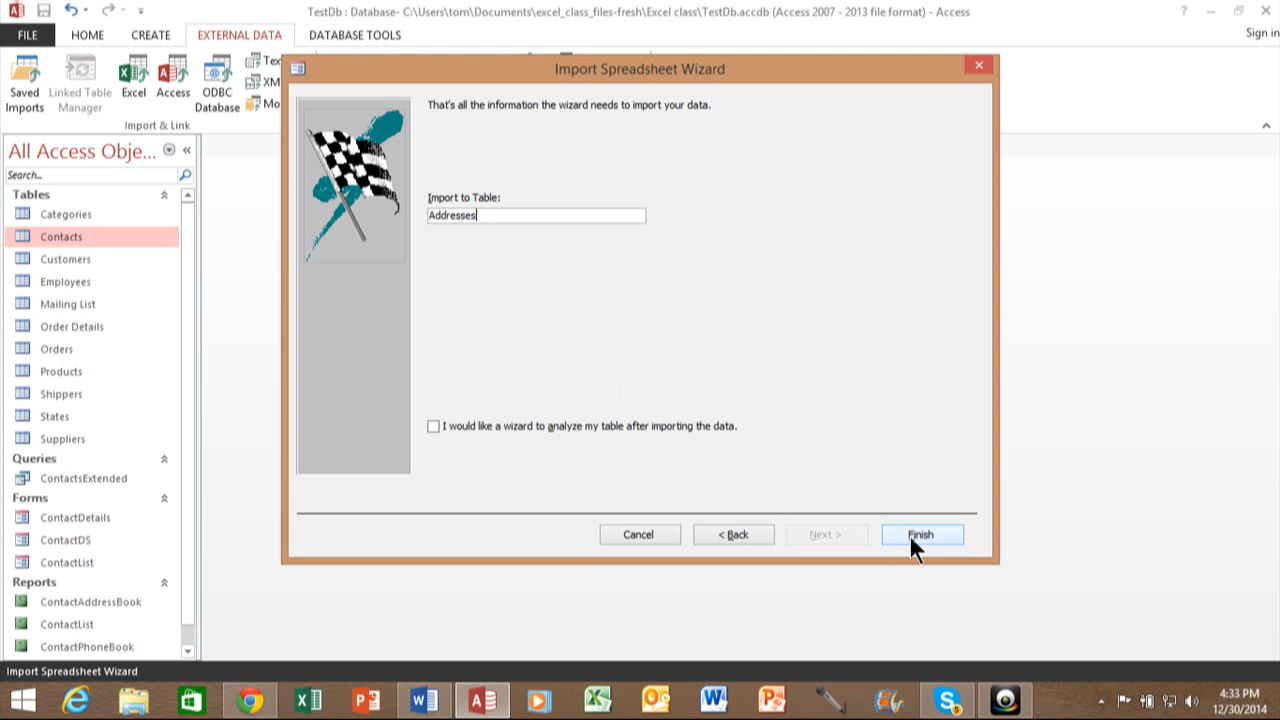 TestDb : Database- C:\Users\tom\Documents\excel_class_files-fresh\Excel class\TestDb.accdb (Access 2007 - 2013 file format) - Access
FILE HOME CREATE EXTERNAL DATA DATABASE TOOLS Sign in
Saved Imports
Linked Table Manager
Excel
Access
ODBC Database
Tex
XM
Mo
Import & Link
Import Spreadsheet Wizard
That's all the information the wizard needs to import your data.
Import to Table:
Addresses
I would like a wizard to analyze my table after importing the data.
Cancel
< Back
Next >
Finish
All Access Obje...
Search...
Tables
Categories
Contacts
Customers
Employees
Mailing List
Order Details
Orders
Products
Shippers
States
Suppliers
Queries
ContactsExtended
Forms
ContactDetails
ContactDS
ContactList
Reports
ContactAddressBook
ContactList
ContactPhoneBook
Import Spreadsheet Wizard
4:33 PM
12/30/2014